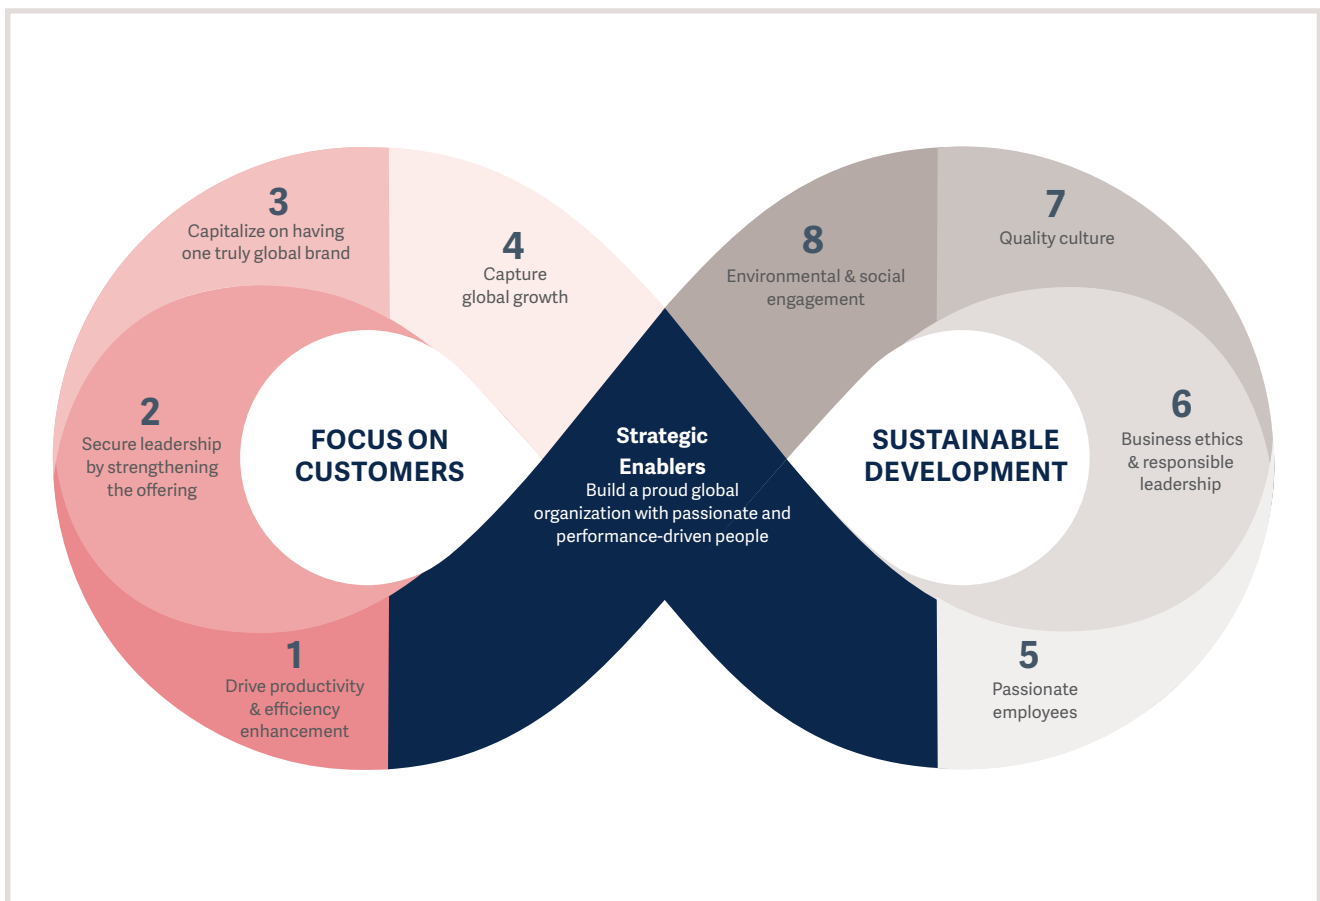 3
Capitalize on having
one truly global brand
4
Capture
global growth
2
Secure leadership
by strengthening
the offering
FOCUS ON
CUSTOMERS
1
Drive productivity
& efficiency
enhancement
Strategic
Enablers
Build a proud global
organization with passionate and
performance-driven people
8
Environmental & social
engagement
7
Quality culture
SUSTAINABLE
DEVELOPMENT
6
Business ethics
& responsible
leadership
5
Passionate
employees